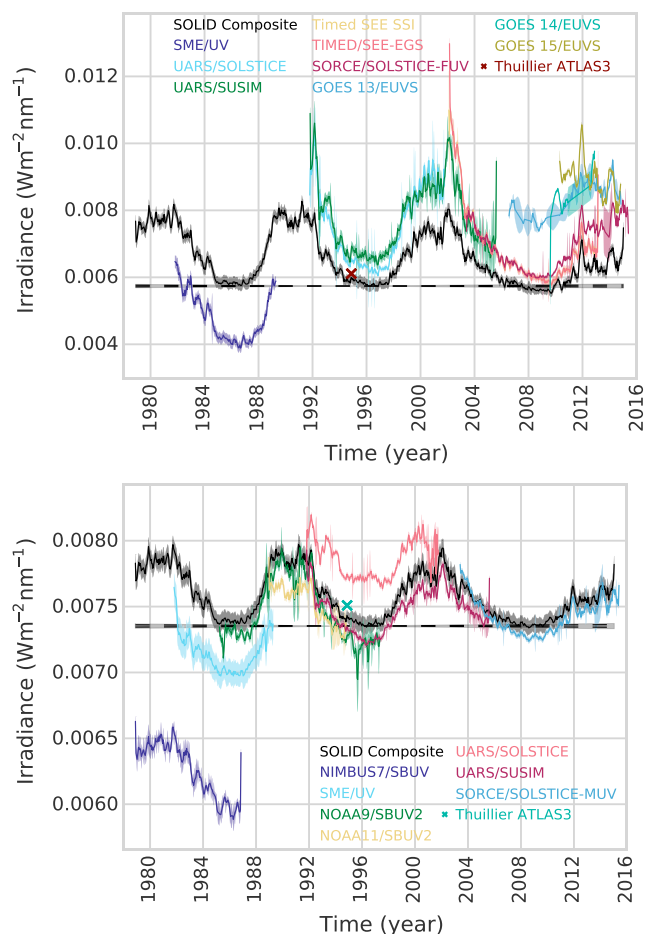 SOLID Composite
SME/UV
UARS/SOLSTICE
UARS/SUSIM
Timed SEE SSI
TIMED/SEE-EGS
SORCE/SOLSTICE-FUV
GOES 13/EUVS
GOES 14/EUVS
GOES 15/EUVS
Thuillier ATLAS3
Irradiance (Wm−2nm−1)
0.012
0.010
0.008
0.006
0.004
1980
1984
1988
1992
1996
2000
2004
2008
2012
2016
Time (year)
Irradiance (Wm−2nm−1)
0.0080
0.0075
0.0070
0.0065
0.0060
SOLID Composite
NIMBUS7/SBUV
SME/UV
NOAA9/SBUV2
NOAA11/SBUV2
UARS/SOLSTICE
UARS/SUSIM
SORCE/SOLSTICE-MUV
Thuillier ATLAS3
1980
1984
1988
1992
1996
2000
2004
2008
2012
2016
Time (year)